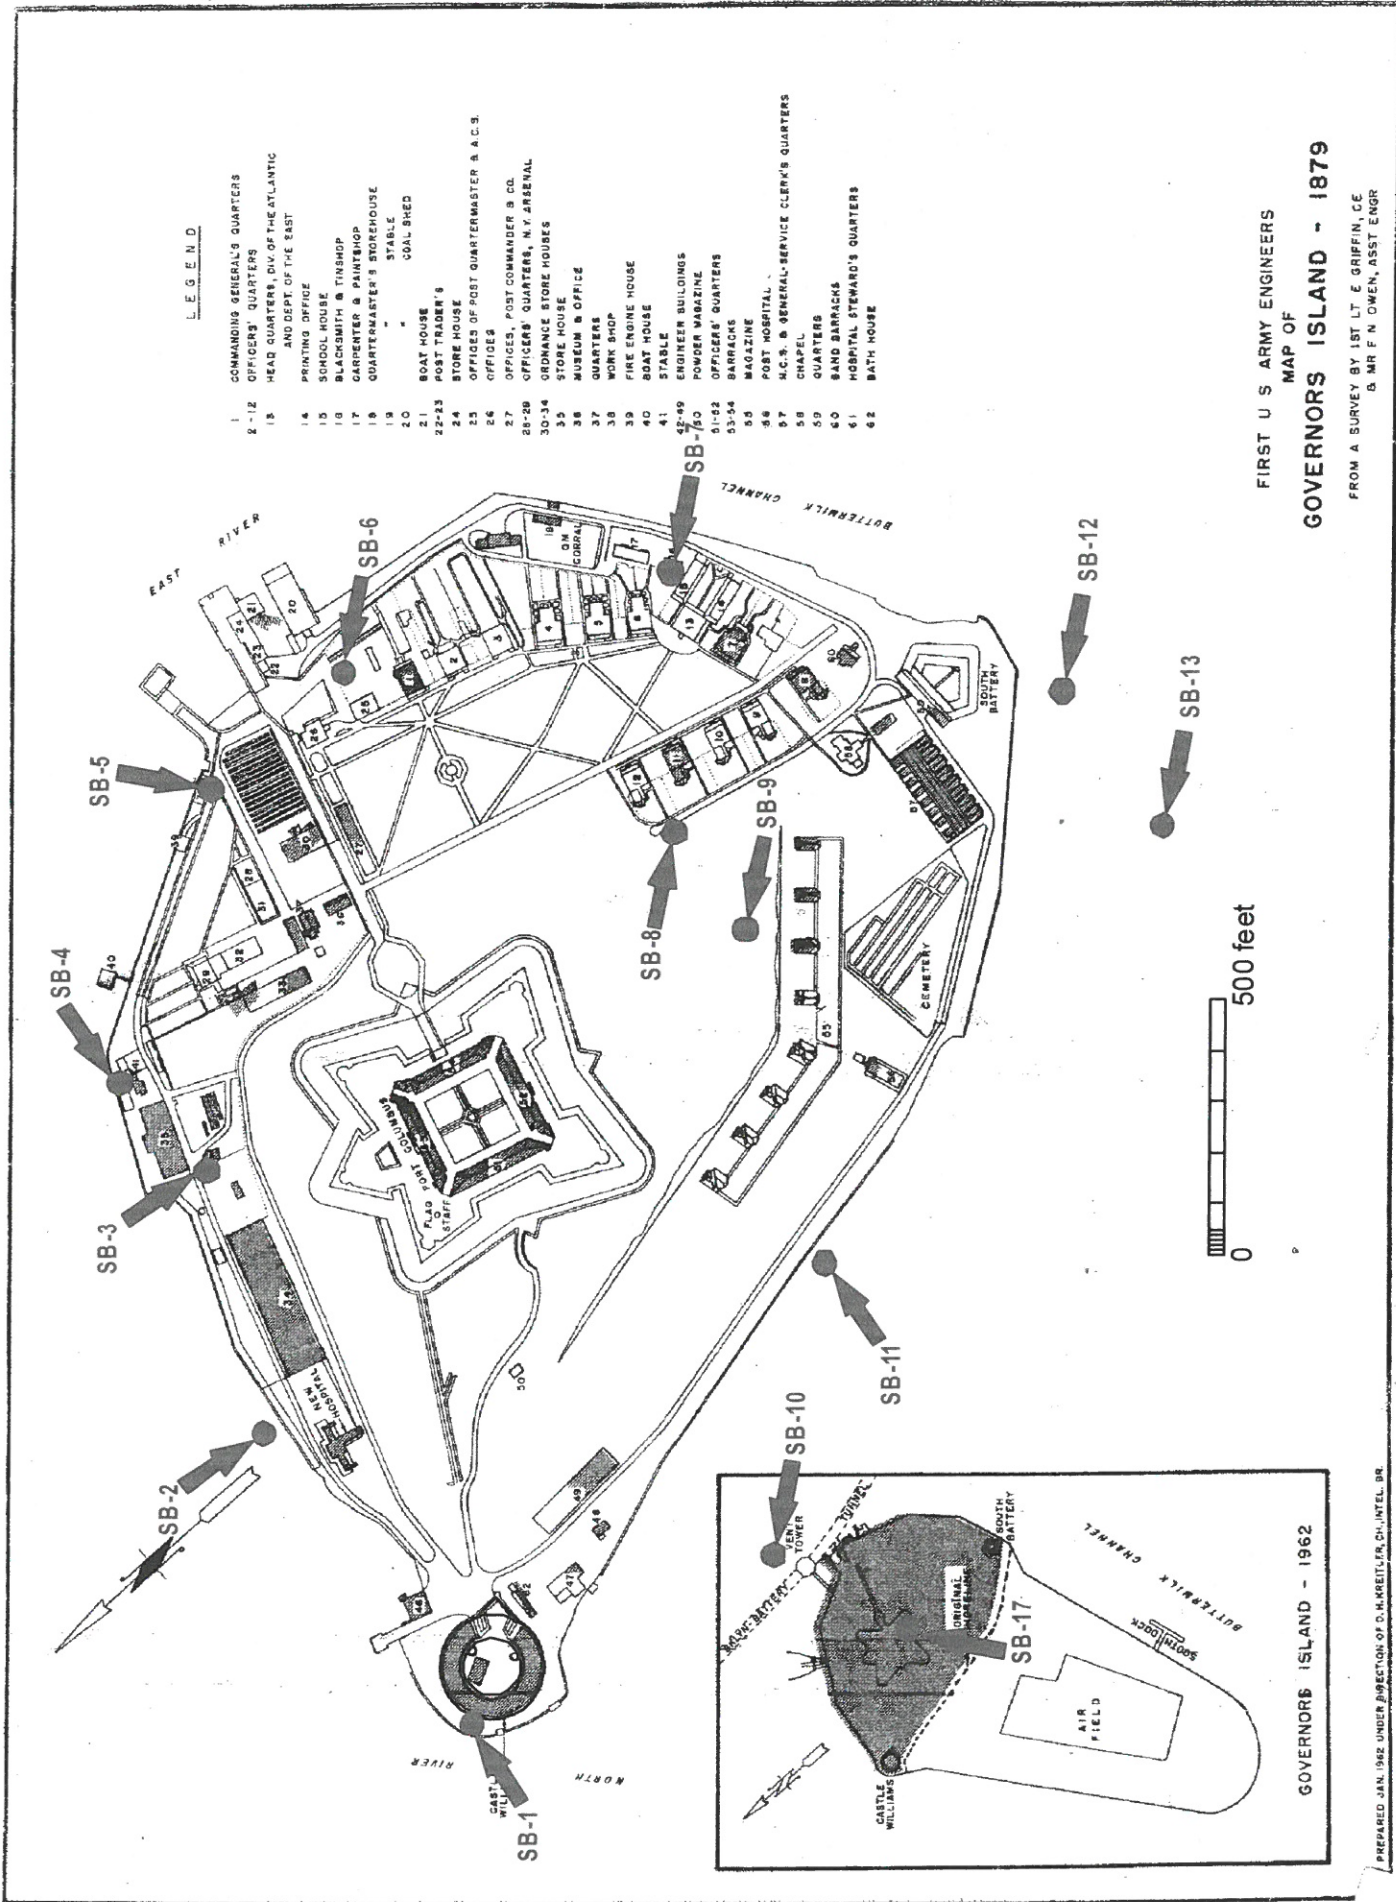 LEGEND
1 COMMANDING GENERAL'S QUARTERS
2-12 OFFICERS' QUARTERS
13 HEAD QUARTERS, DIV. OF THE ATLANTIC
AND DEPT. OF THE EAST
14 PRINTING OFFICE
15 SCHOOL HOUSE
16 BLACKSMITH & TINSHOP
17 CARPENTER & PAINTSHOP
18 QUARTERMASTER'S STOREHOUSE
19 " STABLE
20 " COAL SHED
21 BOAT HOUSE
22-23 POST TRADER'S
24 STORE HOUSE
25 OFFICES OF POST QUARTERMASTER & A.C.S.
26 OFFICES
27 OFFICES, POST COMMANDER & CO.
28-29 OFFICERS' QUARTERS, N.Y. ARSENAL
30-34 ORDNANCE STORE HOUSES
35 STORE HOUSE
36 MUSEUM & OFFICE
37 QUARTERS
38 WORK SHOP
39 FIRE ENGINE HOUSE
40 BOAT HOUSE
41 STABLE
42-49 ENGINEER BUILDINGS
50 POWDER MAGAZINE
51-52 OFFICERS' QUARTERS
53-54 BARRACKS
55 MAGAZINE
56 POST HOSPITAL
57 N.C.S. & GENERAL-SERVICE CLERK'S QUARTERS
58 CHAPEL
59 QUARTERS
60 BAND BARRACKS
61 HOSPITAL STEWARD'S QUARTERS
62 BATH HOUSE
SB-1
SB-2
SB-3
SB-4
SB-5
SB-6
SB-7
SB-8
SB-9
SB-10
SB-11
SB-12
SB-13
SB-17
EAST RIVER
BUTTERMILK CHANNEL
NORTH RIVER
QM CORRAL
SOUTH BATTERY
CEMETERY
FORT COLUMBUS
FLAG STAFF
NEW HOSPITAL
0 500 feet
FIRST U S ARMY ENGINEERS
MAP OF
GOVERNORS ISLAND - 1879
FROM A SURVEY BY 1ST LT E GRIFFIN, CE
& MR F N OWEN, ASST ENGR
VENT TOWER
TUNNEL
SOUTH BATTERY
ORIGINAL
CASTLE WILLIAMS
AIR FIELD
SOUTH DOCK
BUTTERMILK CHANNEL
GOVERNORS ISLAND - 1962
PREPARED JAN. 1962 UNDER DIRECTION OF D. H. KREITLER, CH., INTEL. BR.